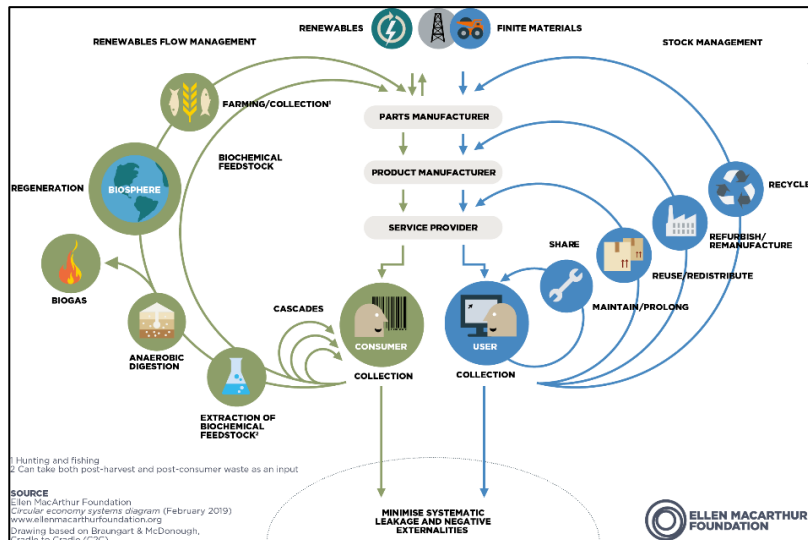 RENEWABLES
FINITE MATERIALS
RENEWABLES FLOW MANAGEMENT
STOCK MANAGEMENT
FARMING/COLLECTION¹
PARTS MANUFACTURER
BIOCHEMICAL
FEEDSTOCK
PRODUCT MANUFACTURER
REGENERATION
BIOSPHERE
RECYCLE
SERVICE PROVIDER
SHARE
REFURBISH/
REMANUFACTURE
REUSE/REDISTRIBUTE
BIOGAS
MAINTAIN/PROLONG
CASCADES
CONSUMER
USER
ANAEROBIC
DIGESTION
COLLECTION
COLLECTION
EXTRACTION OF
BIOCHEMICAL
FEEDSTOCK²
1 Hunting and fishing
2 Can take both post-harvest and post-consumer waste as an input
SOURCE
Ellen MacArthur Foundation
Circular economy systems diagram (February 2019)
www.ellenmacarthurfoundation.org
Drawing based on Braungart & McDonough,
Cradle to Cradle (C2C)
MINIMISE SYSTEMATIC
LEAKAGE AND NEGATIVE
EXTERNALITIES
ELLEN MACARTHUR
FOUNDATION